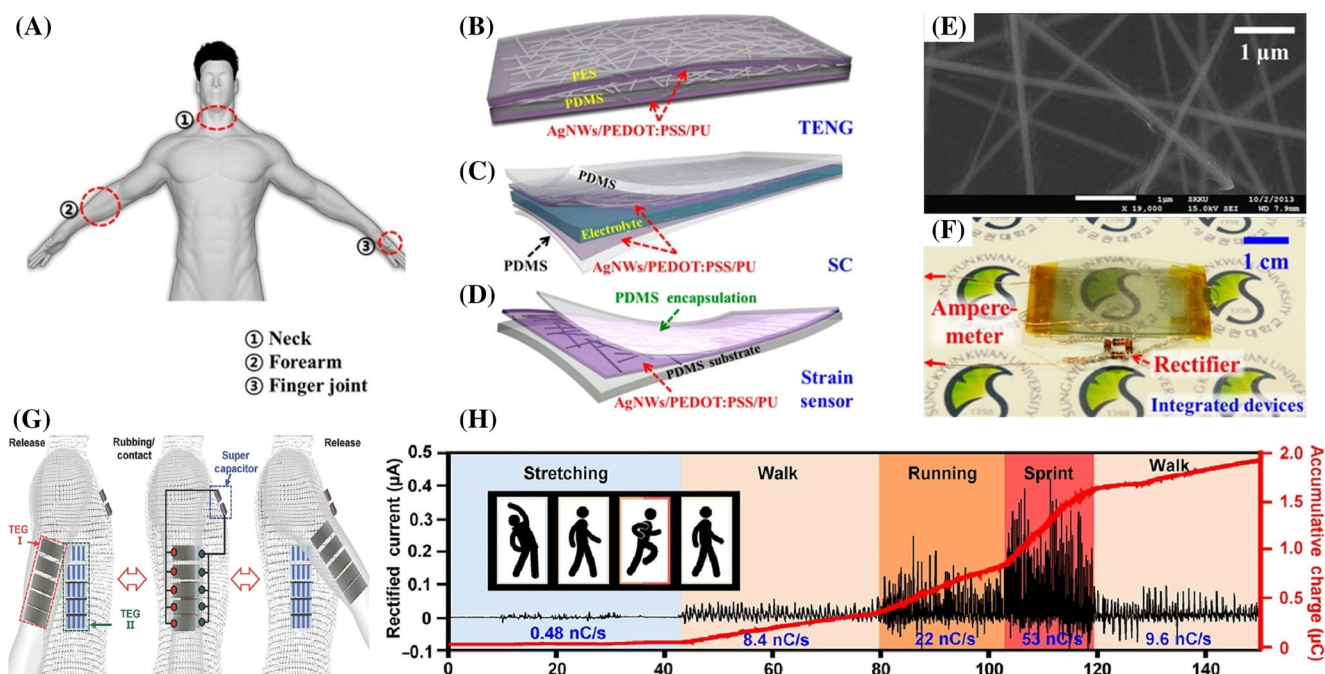 (A)
①
②
③
① Neck
② Forearm
③ Finger joint
(B)
PES
PDMS
AgNWs/PEDOT:PSS/PU
TENG
(C)
PDMS
Electrolyte
PDMS
AgNWs/PEDOT:PSS/PU
SC
(D)
PDMS encapsulation
PDMS substrate
AgNWs/PEDOT:PSS/PU
Strain
sensor
(E)
1 µm
1µm SKKU 10/2/2013
X 19,000 15.0kV SEI WD 7.9mm
(F)
1 cm
Ampere-
meter
Rectifier
SUNGKYUNKWAN UNIVERSITY
1398
Integrated devices
(G)
Release
Rubbing/
contact
Release
Super
capacitor
TEG
I
TEG
II
(H)
Rectified current (µA)
0.5
0.4
0.3
0.2
0.1
0
−0.1
Stretching
Walk
Running
Sprint
Walk
0.48 nC/s
8.4 nC/s
22 nC/s
53 nC/s
9.6 nC/s
0
20
40
60
80
100
120
140
2.0
1.5
1.0
0.5
0
Accumulative charge (µC)